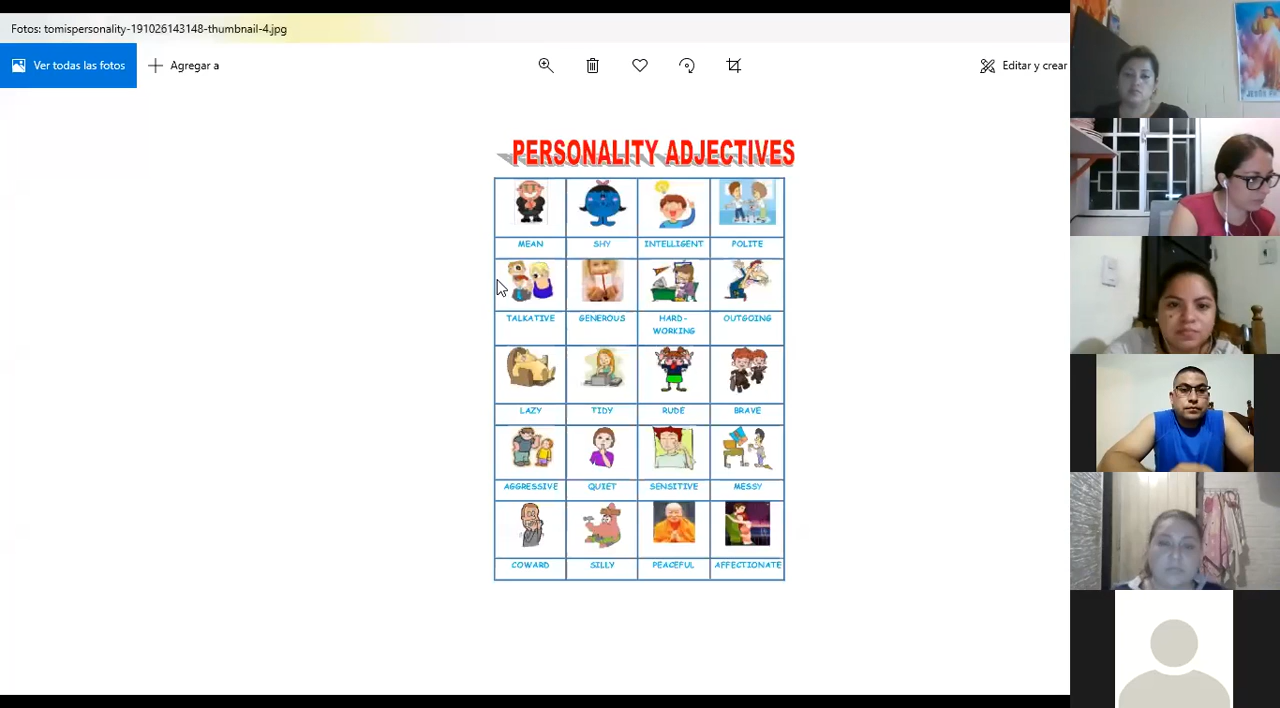 Fotos: tomispersonality-191026143148-thumbnail-4.jpg
Ver todas las fotos
Agregar a
Editar y crear
PERSONALITY ADJECTIVES
MEAN SHY INTELLIGENT POLITE
TALKATIVE GENEROUS HARD-WORKING OUTGOING
LAZY TIDY RUDE BRAVE
AGGRESSIVE QUIET SENSITIVE MESSY
COWARD SILLY PEACEFUL AFFECTIONATE